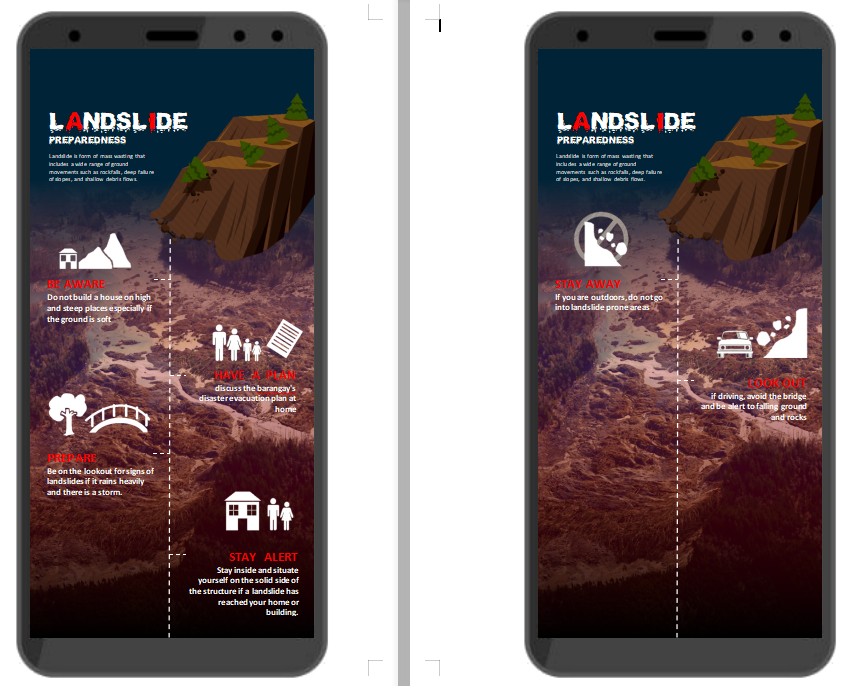 LANDSLIDE
PREPAREDNESS
Landslide is form of mass wasting that
includes a wide range of ground
movements such as rockfalls, deep failure
of slopes, and shallow debris flows.
BE AWARE
Do not build a house on high
and steep places especially if
the ground is soft
HAVE A PLAN
discuss the barangay's
disaster evacuation plan at
home
PREPARE
Be on the lookout for signs of
landslides if it rains heavily
and there is a storm.
STAY ALERT
Stay inside and situate
yourself on the solid side of
the structure if a landslide has
reached your home or
building.
LANDSLIDE
PREPAREDNESS
Landslide is form of mass wasting that
includes a wide range of ground
movements such as rockfalls, deep failure
of slopes, and shallow debris flows.
STAY AWAY
If you are outdoors, do not go
into landslide prone areas
LOOK OUT
if driving, avoid the bridge
and be alert to falling ground
and rocks